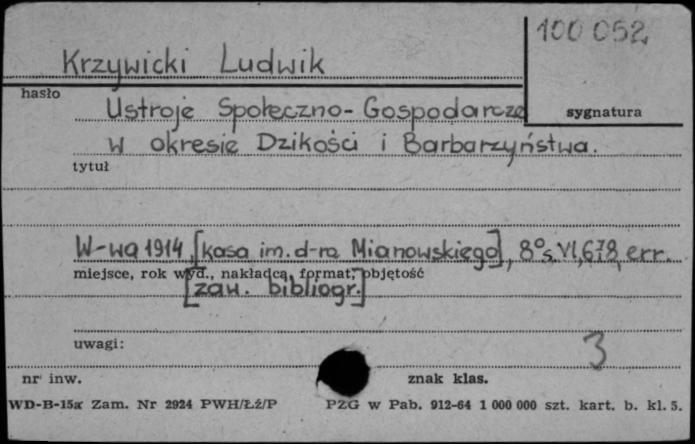 100 052
Krzywicki Ludwik
hasło
Ustroje Społeczno-Gospodarcze
sygnatura
w okresie Dzikości i Barbarzyństwa.
tytuł
W-wa 1914, [kasa im. d-ra Mianowskiego], 8° s. VI, 678, err.
miejsce, rok wyd., nakładca, format, objętość
[zaw. bibliogr.]
uwagi:
3
nr inw.
znak klas.
WD-B-15a Zam. Nr 2924 PWH/ŁŹ/P PZG w Pab. 912-64 1 000 000 szt. kart. b. kl. 5.